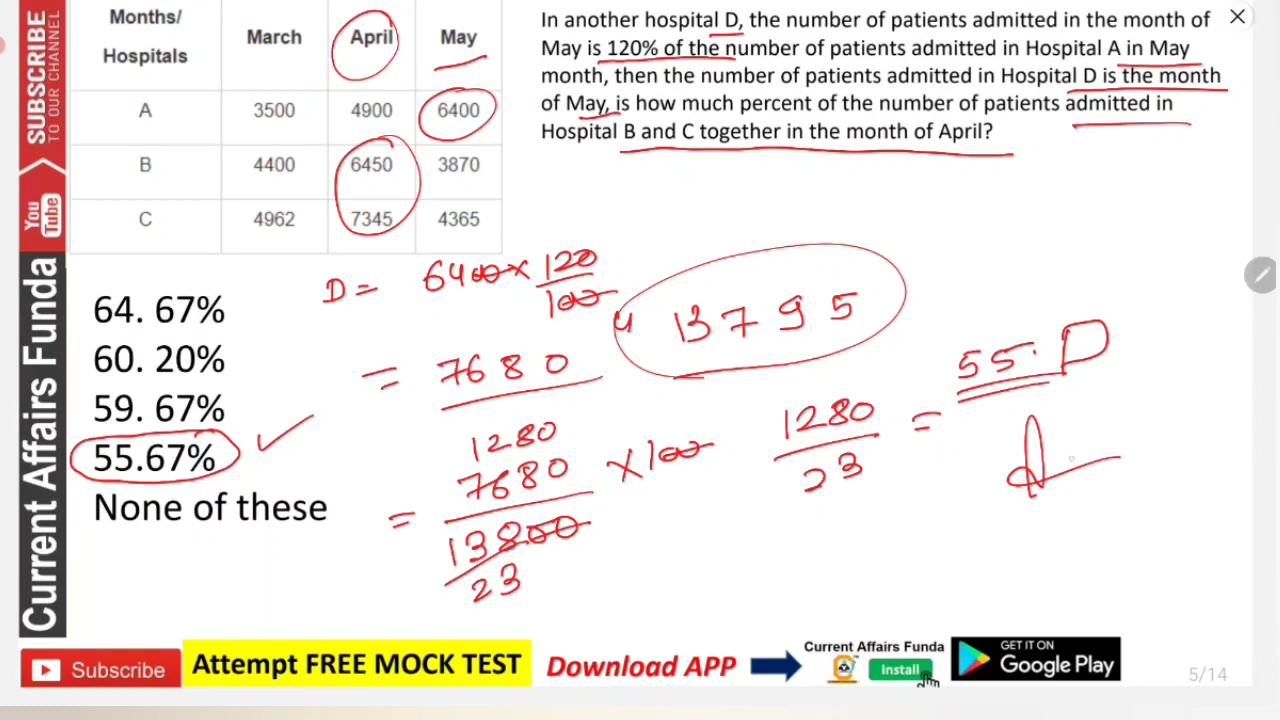 SUBSCRIBE
TO OUR CHANNEL
You Tube
Current Affairs Funda
Months/ Hospitals March April May
A 3500 4900 6400
B 4400 6450 3870
C 4962 7345 4365
In another hospital D, the number of patients admitted in the month of
May is 120% of the number of patients admitted in Hospital A in May
month, then the number of patients admitted in Hospital D is the month
of May, is how much percent of the number of patients admitted in
Hospital B and C together in the month of April?
64. 67%
60. 20%
59. 67%
55.67%
None of these
D = 6400 × 120/100
= 7680
13795
1280
= 7680/13800 × 100
23
1280/23 = 55.
Subscribe
Attempt FREE MOCK TEST
Download APP
Current Affairs Funda
Install
GET IT ON
Google Play
5/14